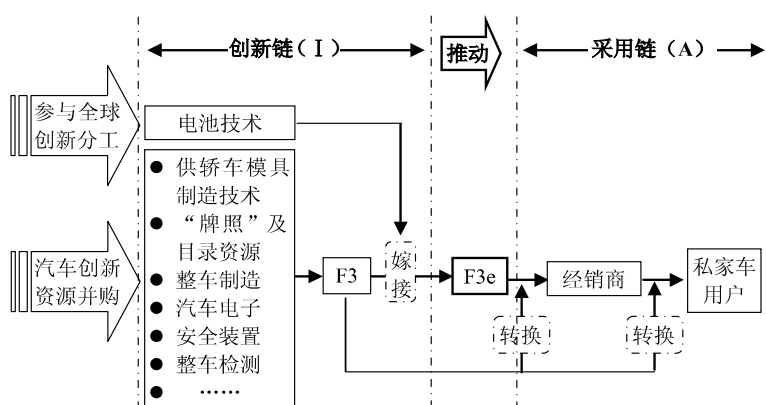 创新链（Ⅰ）
推动
采用链（A）
参与全球
创新分工
电池技术
● 供轿车模具
制造技术
● “牌照”及
目录资源
● 整车制造
● 汽车电子
● 安全装置
● 整车检测
● ……
汽车创新
资源并购
F3
嫁
接
F3e
经销商
私家车
用户
转换
转换